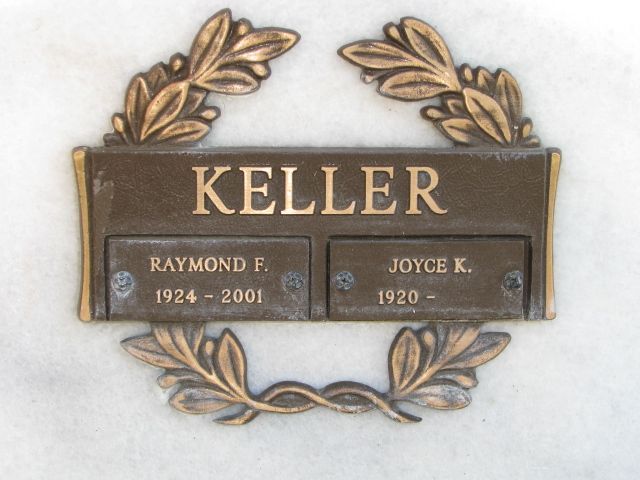 KELLER
RAYMOND F.
1924 - 2001
JOYCE K.
1920 -